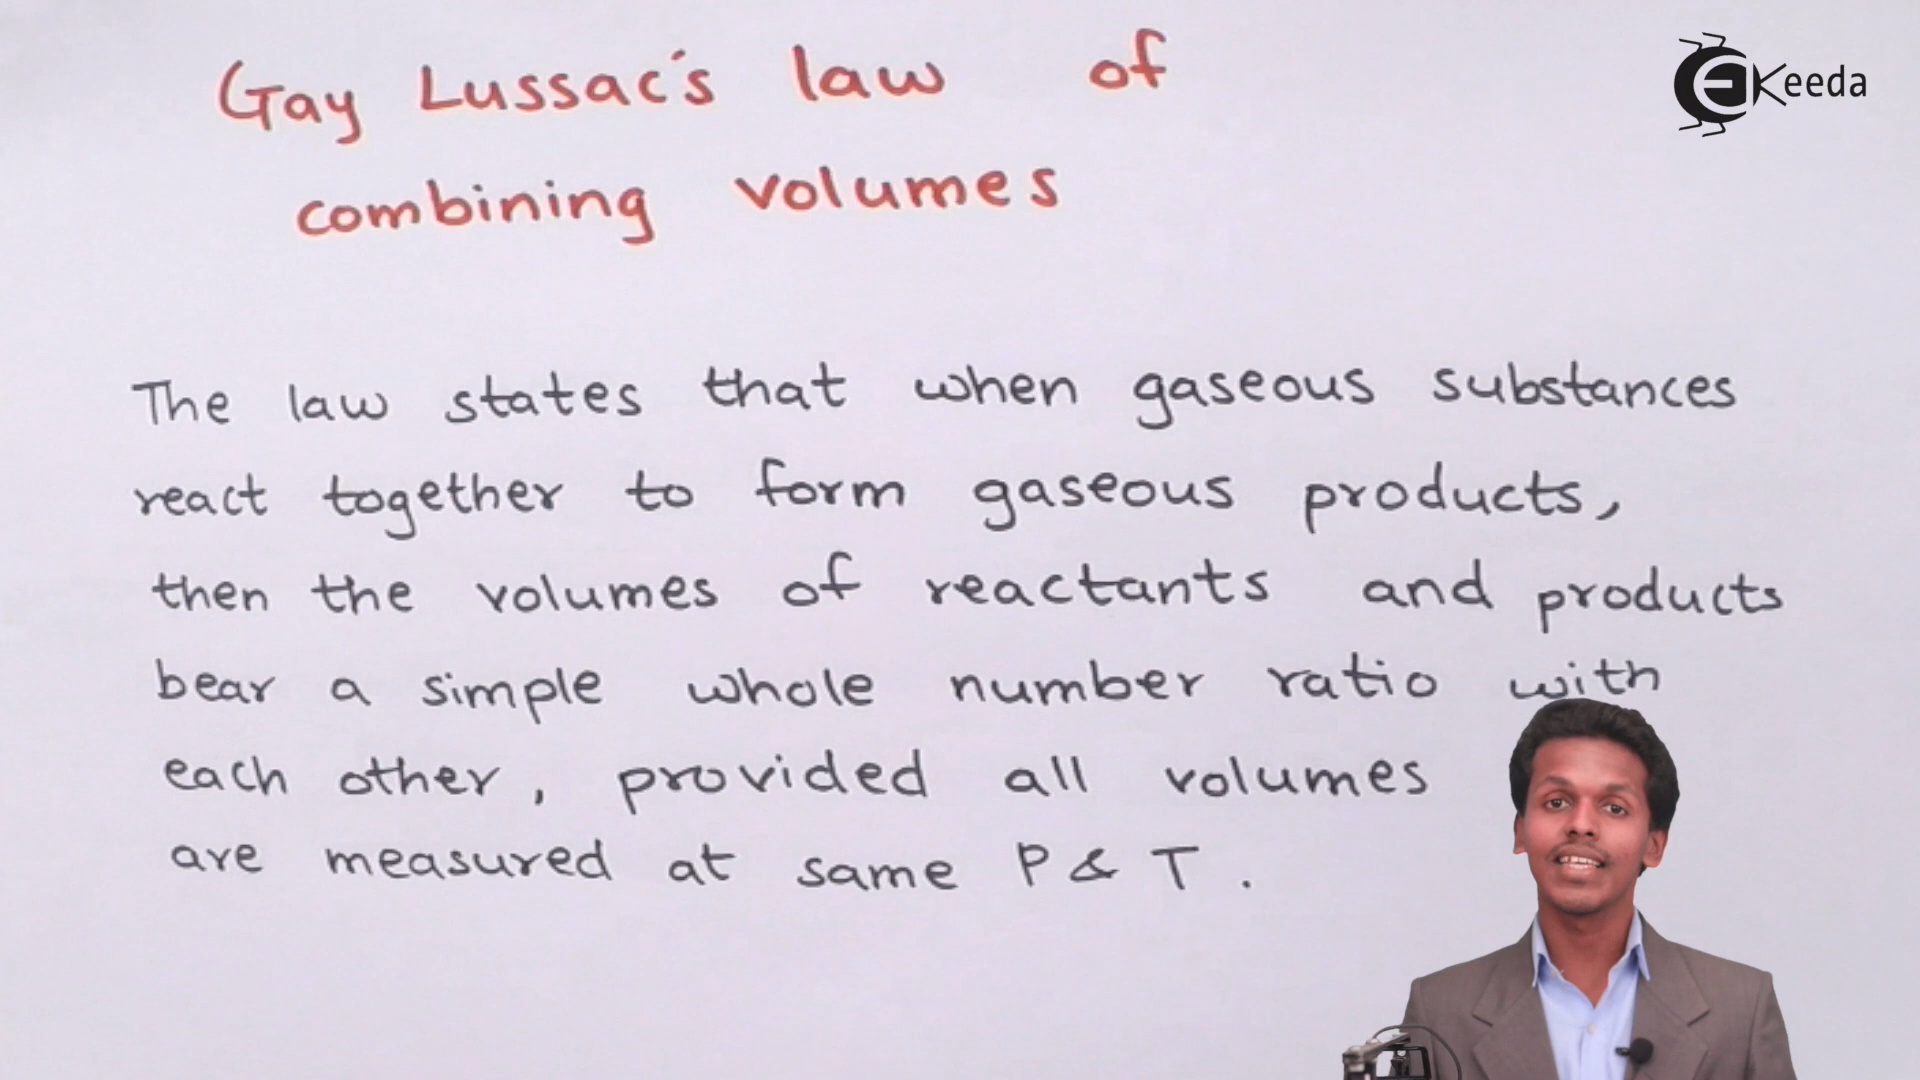 Gay Lussac's law of
combining volumes
EKeeda
The law states that when gaseous substances
react together to form gaseous products,
then the volumes of reactants and products
bear a simple whole number ratio with
each other, provided all volumes
are measured at same P & T.